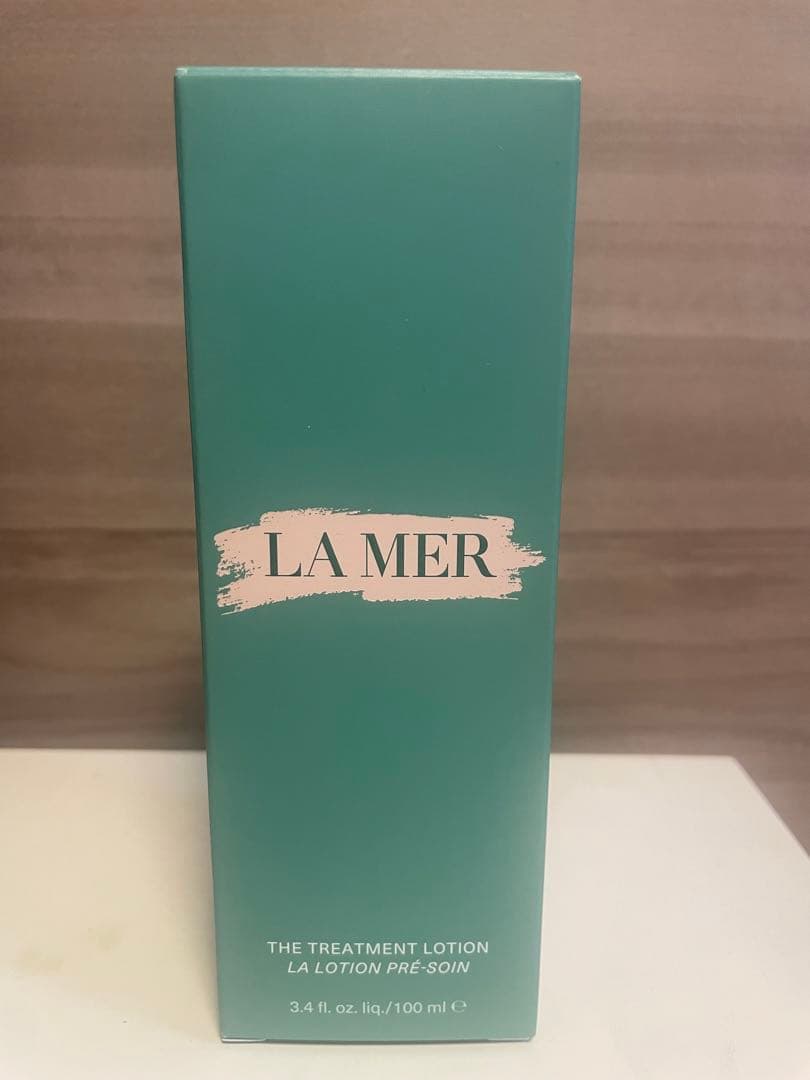 LA MER
THE TREATMENT LOTION
LA LOTION PRÉ-SOIN
3.4 fl. oz. liq./100 ml ℮